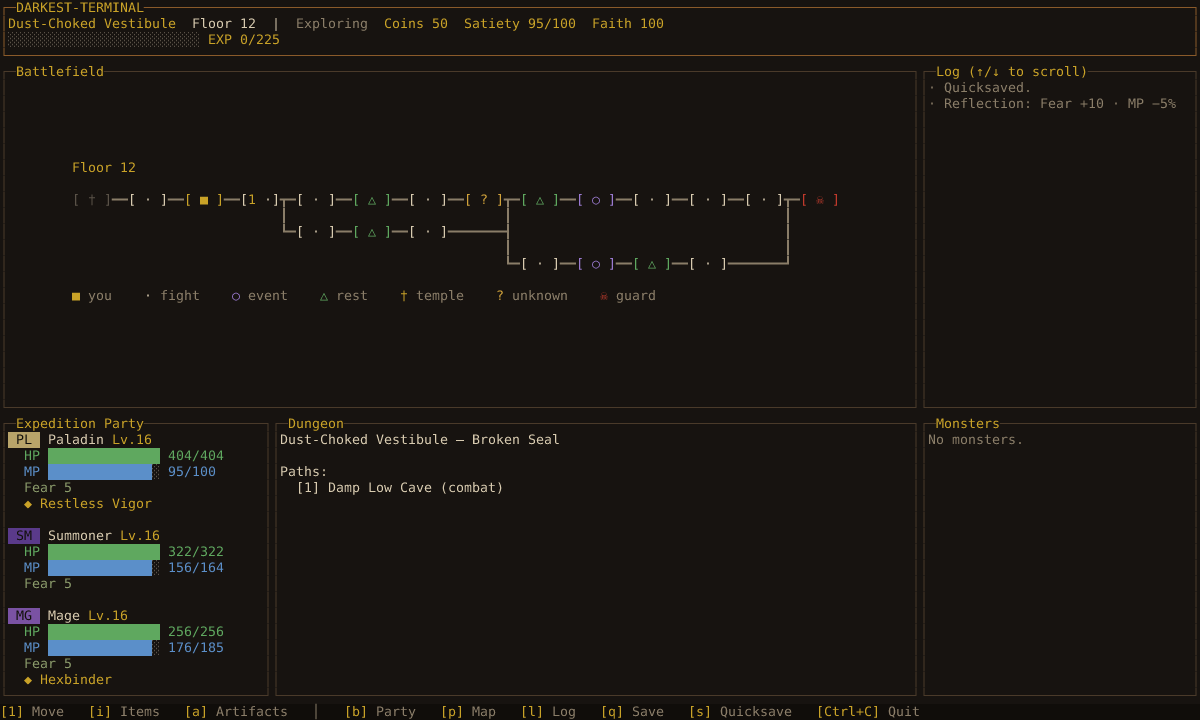 DARKEST-TERMINAL
Dust-Choked Vestibule  Floor 12  |  Exploring  Coins 50  Satiety 95/100  Faith 100
EXP 0/225
Battlefield
Floor 12
[ † ]━━[ · ]━━[ ■ ]━━[1 ·]┳━[ · ]━━[ △ ]━━[ · ]━━[ ? ]┳━[ △ ]━━[ ○ ]━━[ · ]━━[ · ]━━[ · ]┳━[ ☠ ]
┗━[ · ]━━[ △ ]━━[ · ]━━━━━━━━┫
┗━[ · ]━━[ ○ ]━━[ △ ]━━[ · ]━━━━━━━━┛
■ you  · fight  ○ event  △ rest  † temple  ? unknown  ☠ guard
Log (↑/↓ to scroll)
· Quicksaved.
· Reflection: Fear +10 · MP −5%
Expedition Party
PL Paladin Lv.16
HP 404/404
MP 95/100
Fear 5
◆ Restless Vigor
SM Summoner Lv.16
HP 322/322
MP 156/164
Fear 5
MG Mage Lv.16
HP 256/256
MP 176/185
Fear 5
◆ Hexbinder
Dungeon
Dust-Choked Vestibule — Broken Seal
Paths:
[1] Damp Low Cave (combat)
Monsters
No monsters.
[1] Move  [i] Items  [a] Artifacts  │  [b] Party  [p] Map  [l] Log  [q] Save  [s] Quicksave  [Ctrl+C] Quit